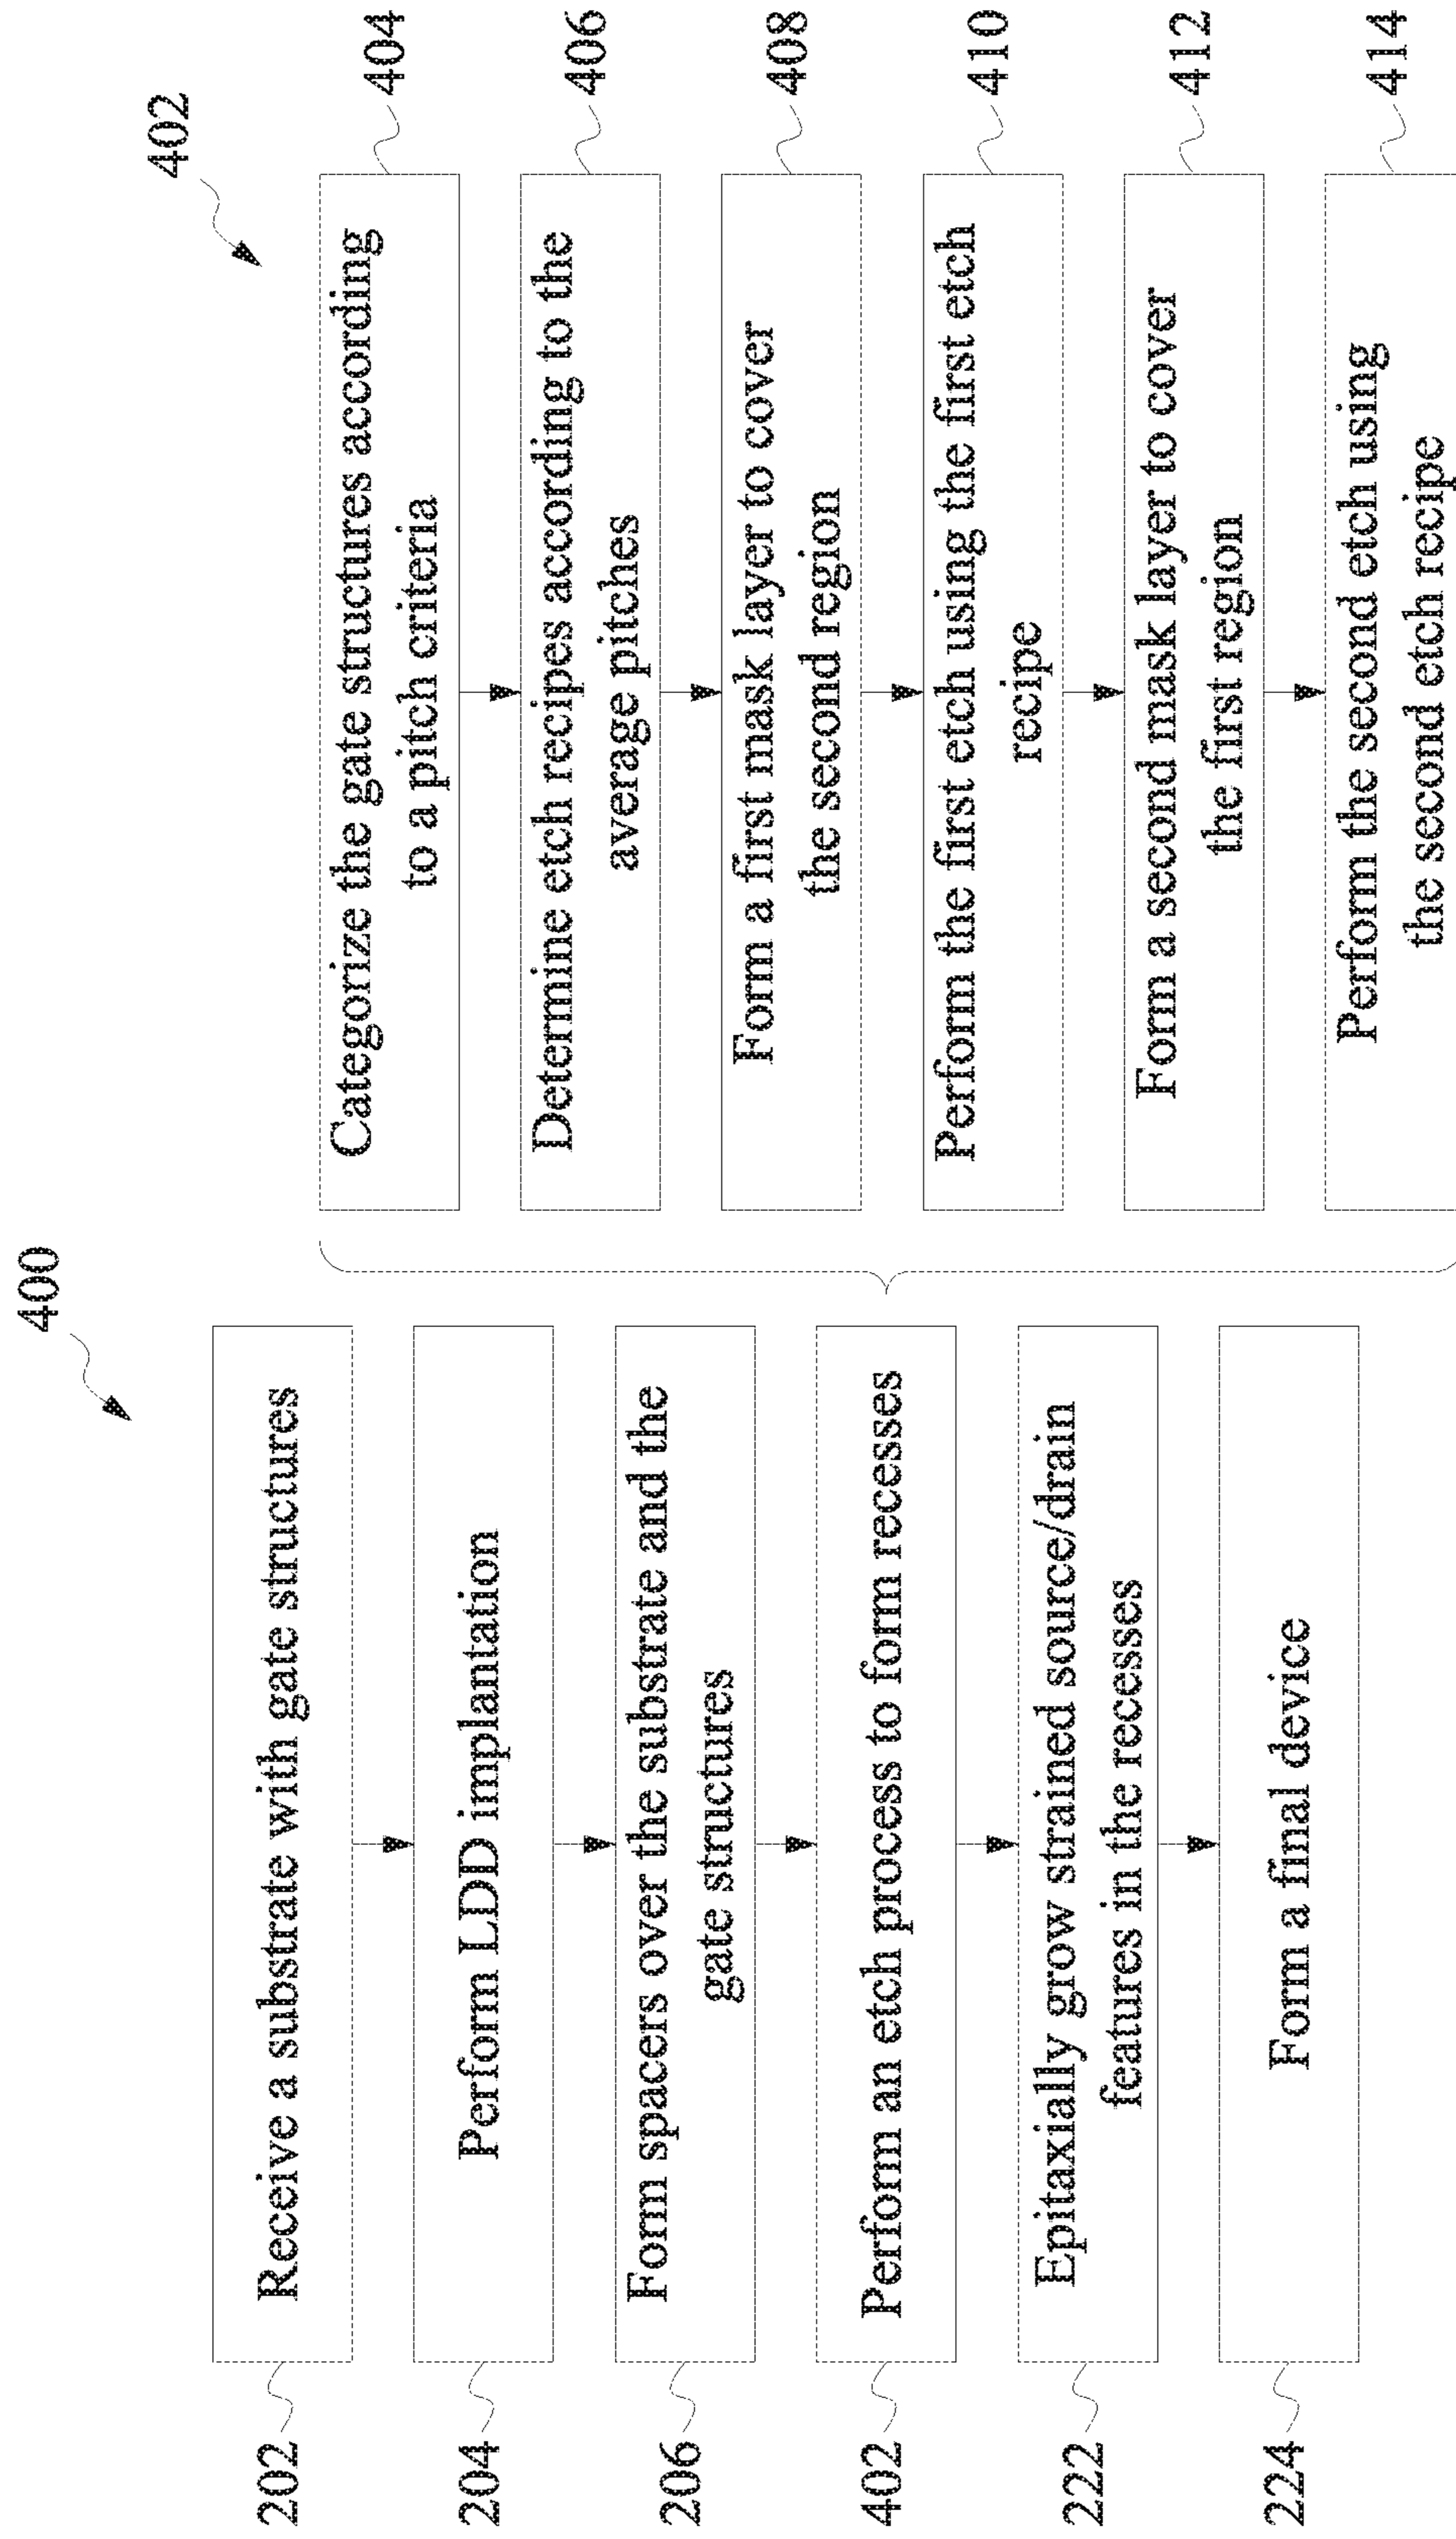 400
202
Receive a substrate with gate structures
204
Perform LDD implantation
206
Form spacers over the substrate and the
gate structures
402
Perform an etch process to form recesses
222
Epitaxially grow strained source/drain
features in the recesses
224
Form a final device
402
Categorize the gate structures according
to a pitch criteria
404
Determine etch recipes according to the
average pitches
406
Form a first mask layer to cover
the second region
408
Perform the first etch using the first etch
recipe
410
Form a second mask layer to cover
the first region
412
Perform the second etch using
the second etch recipe
414